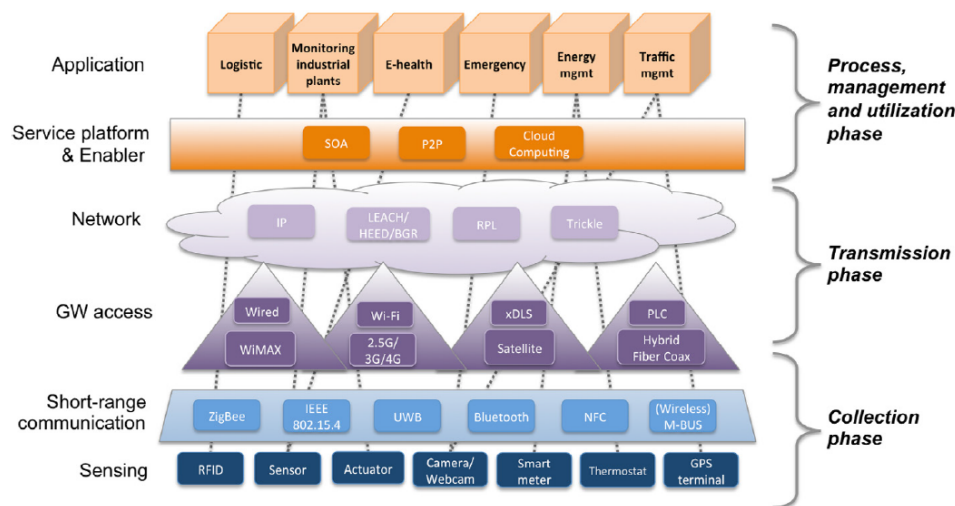 Application
Logistic
Monitoring
industrial
plants
E-health
Emergency
Energy
mgmt
Traffic
mgmt
Process,
management
and utilization
phase
Service platform
& Enabler
SOA
P2P
Cloud
Computing
Network
IP
LEACH/
HEED/BGR
RPL
Trickle
Transmission
phase
GW access
Wired
WiMAX
Wi-Fi
2.5G/
3G/4G
xDLS
Satellite
PLC
Hybrid
Fiber Coax
Short-range
communication
ZigBee
IEEE
802.15.4
UWB
Bluetooth
NFC
(Wireless)
M-BUS
Collection
phase
Sensing
RFID
Sensor
Actuator
Camera/
Webcam
Smart
meter
Thermostat
GPS
terminal